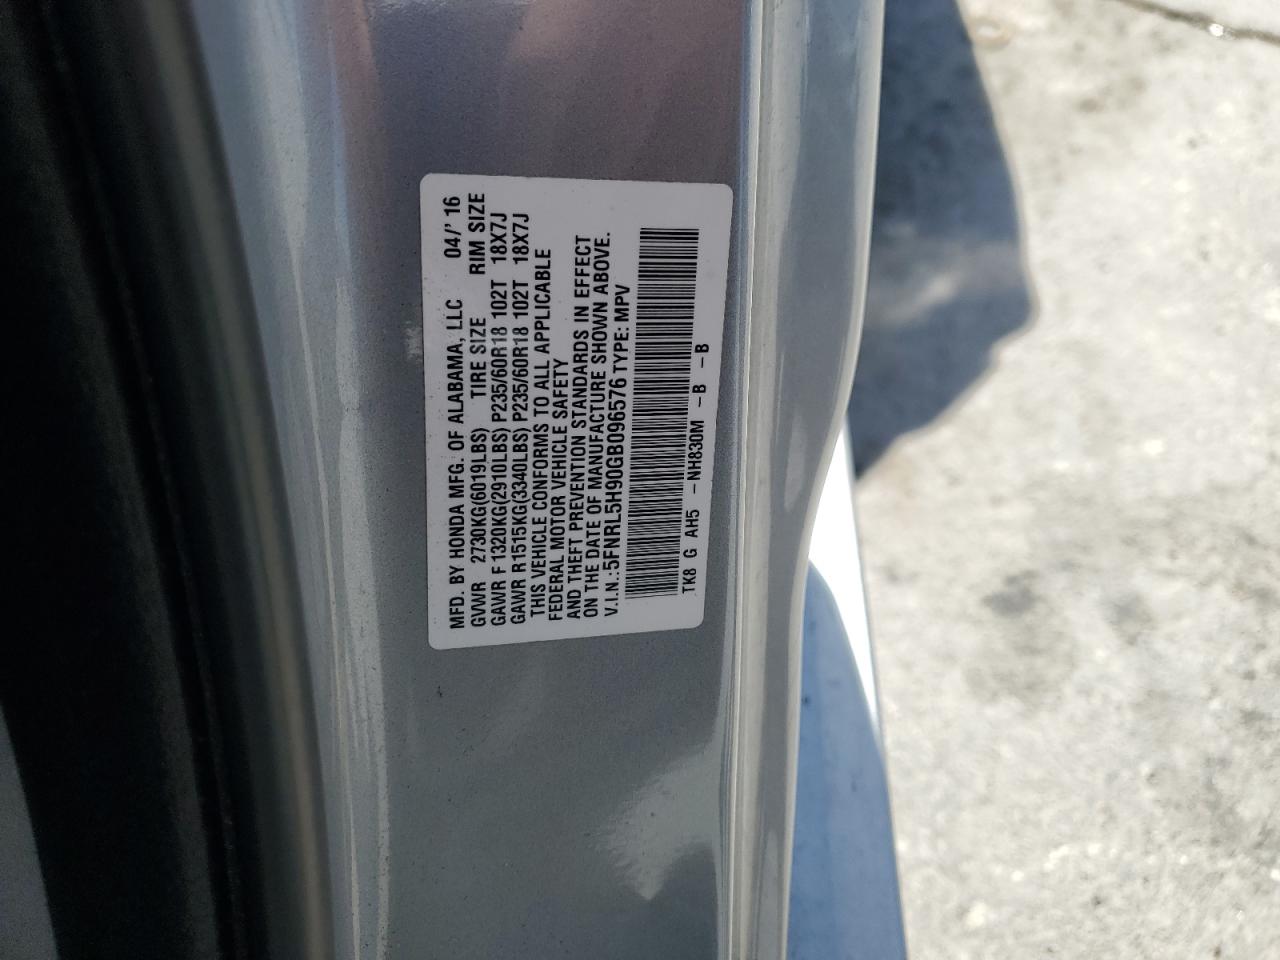 MFD. BY HONDA MFG. OF ALABAMA, LLC 04/' 16
GVWR 2730KG(6019LBS) TIRE SIZE RIM SIZE
GAWR F 1320KG(2910LBS) P235/60R18 102T 18X7J
GAWR R1515KG(3340LBS) P235/60R18 102T 18X7J
THIS VEHICLE CONFORMS TO ALL APPLICABLE
FEDERAL MOTOR VEHICLE SAFETY
AND THEFT PREVENTION STANDARDS IN EFFECT
ON THE DATE OF MANUFACTURE SHOWN ABOVE.
V.I.N.:5FNRL5H90GB096576 TYPE: MPV
TK8 G AH5 -NH830M -B -B